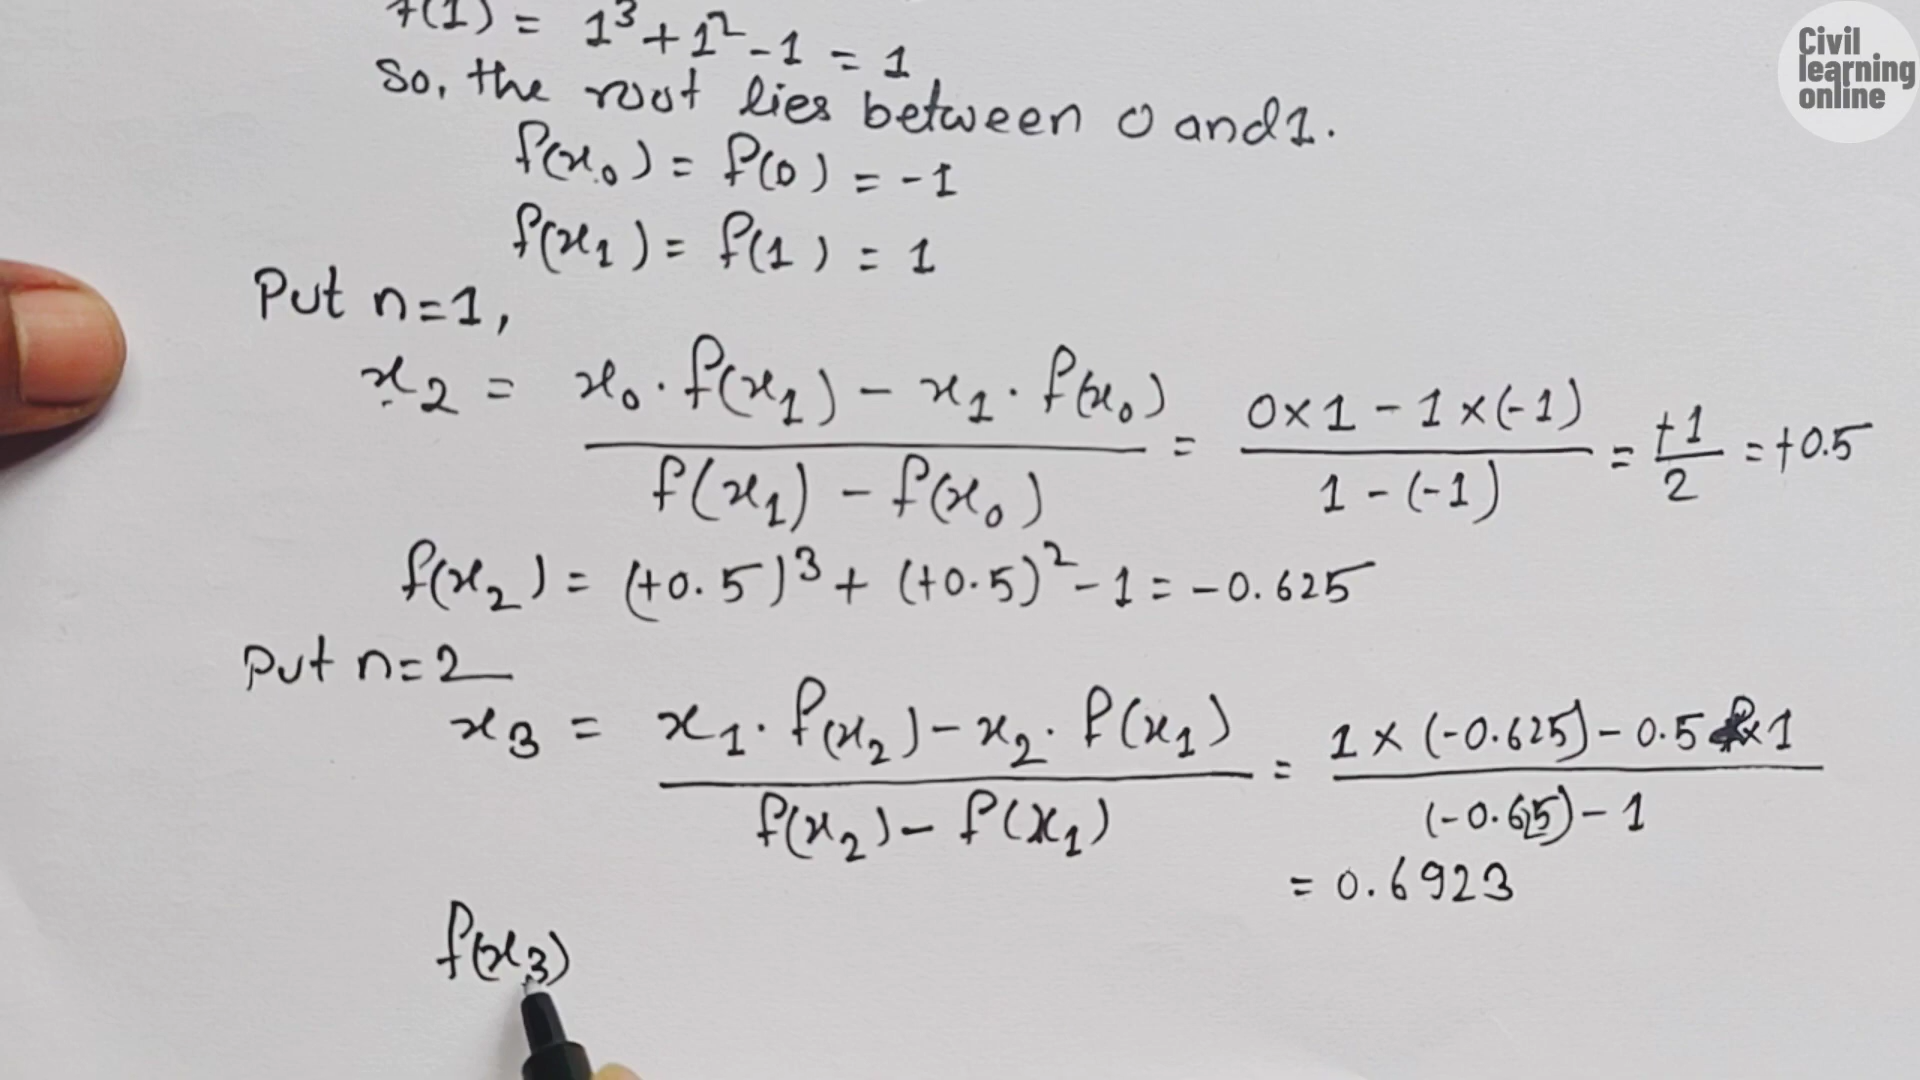 f(1) = 1³+1²-1 = 1
So, the root lies between 0 and 1.
f(x₀) = f(0) = -1
f(x₁) = f(1) = 1
Put n=1,
x₂ = x₀·f(x₁) - x₁·f(x₀) / f(x₁) - f(x₀) = 0×1 - 1×(-1) / 1-(-1) = +1/2 = +0.5
f(x₂) = (+0.5)³ + (+0.5)² - 1 = -0.625
Put n=2
x₃ = x₁·f(x₂) - x₂·f(x₁) / f(x₂) - f(x₁) = 1×(-0.625) - 0.5×1 / (-0.625) - 1
= 0.6923
f(x₃)
Civil
learning
online